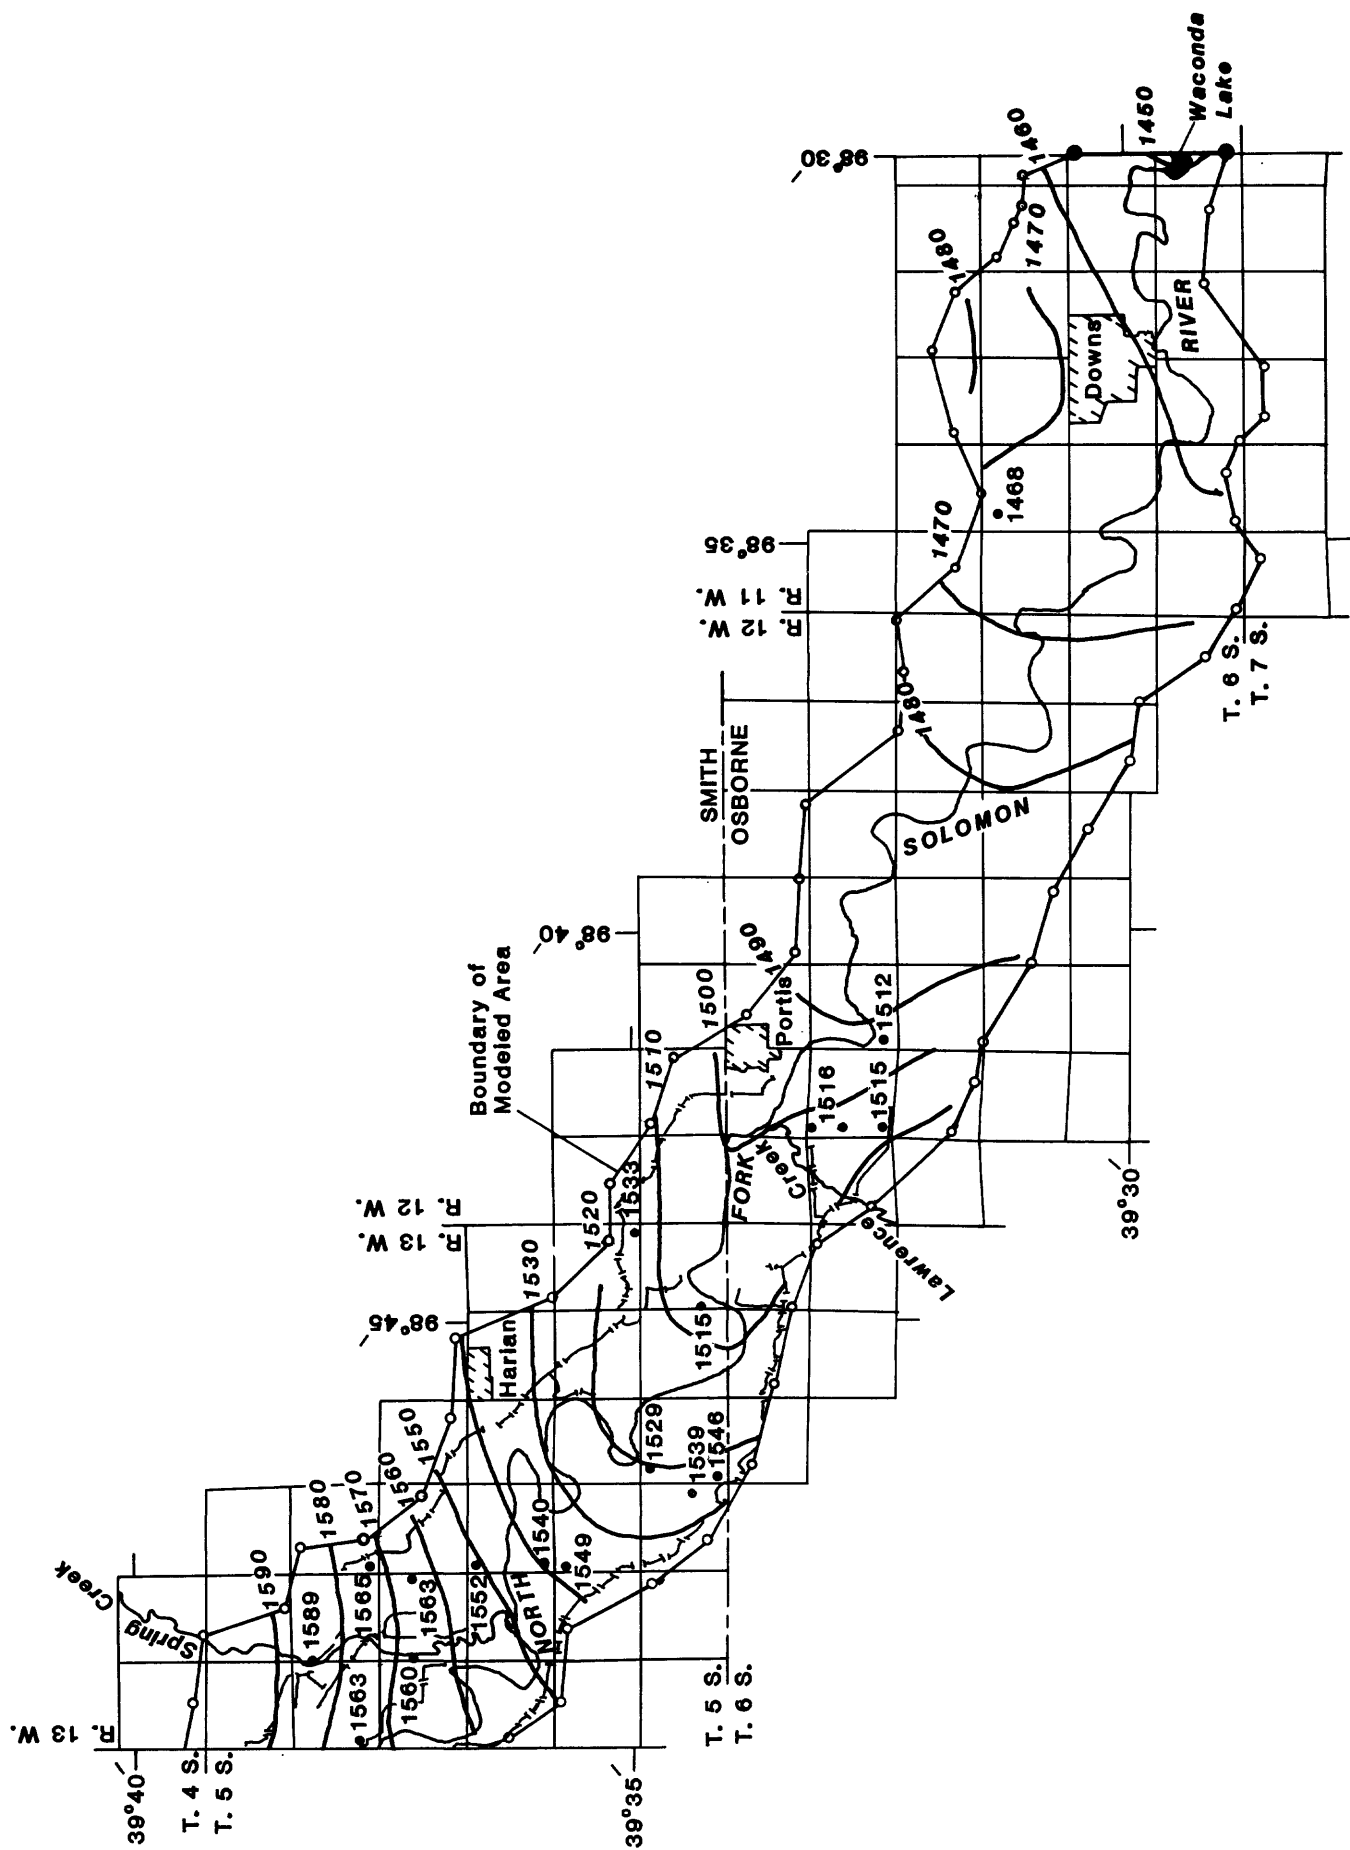 98°30'
1460
1450
Waconda
Lake
1480
1470
RIVER
Downs
1468
1470
98°35'
R. 11 W.
R. 12 W.
T. 6 S.
T. 7 S.
1480
SMITH
OSBORNE
SOLOMON
98°40'
1490
Boundary of
Modeled Area
1500
Portis
1510
1512
1516
1515
FORK
Creek
Lawrence
39°30'
R. 12 W.
R. 13 W.
1520
1533
1530
98°45'
Harlan
1515
1529
1539
1546
1550
1560
1570
1580
1590
1540
1549
1552
NORTH
1563
1565
1589
Spring
Creek
1560
1563
R. 13 W.
T. 4 S.
T. 5 S.
39°40'
39°35'
T. 5 S.
T. 6 S.